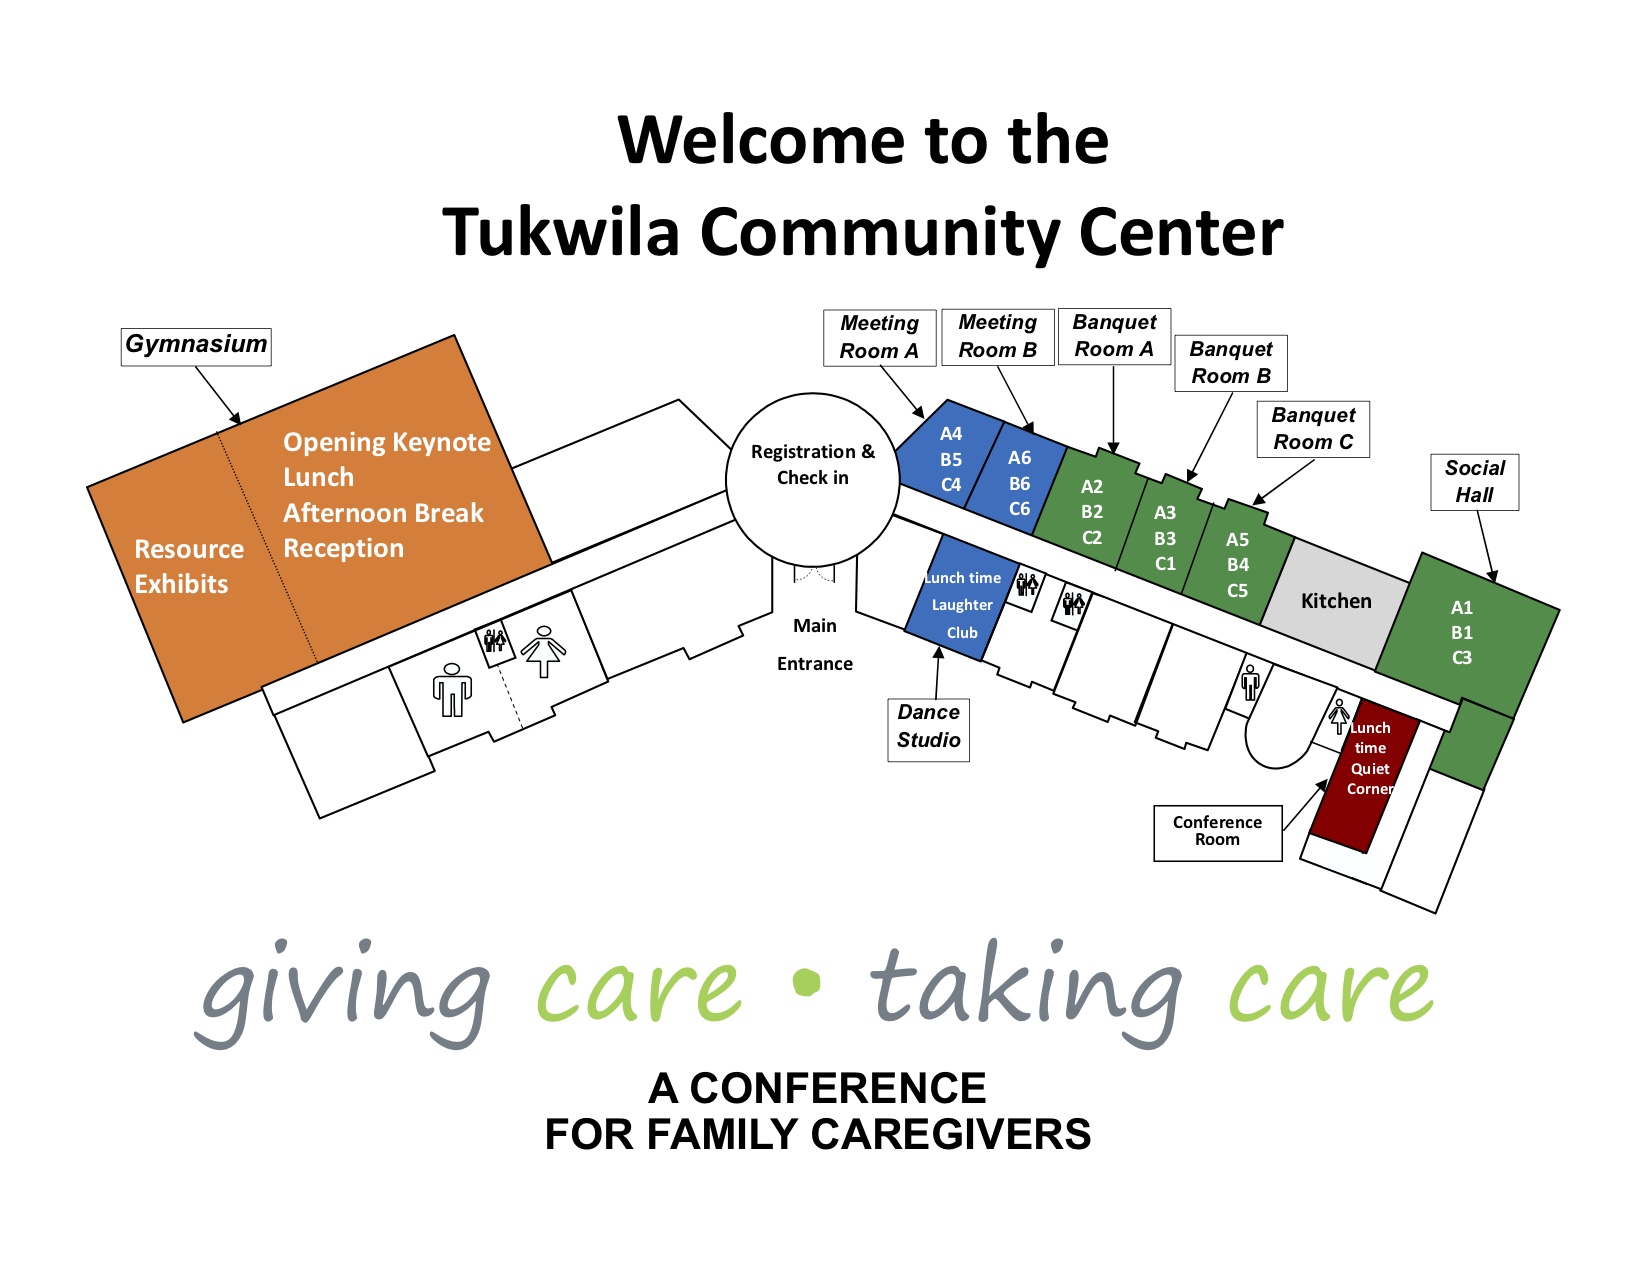 Welcome to the
Tukwila Community Center
Gymnasium
Opening Keynote
Lunch
Afternoon Break
Reception
Resource
Exhibits
Registration &
Check in
Main
Entrance
Meeting
Room A
Meeting
Room B
Banquet
Room A
Banquet
Room B
Banquet
Room C
Social
Hall
A4
B5
C4
A6
B6
C6
A2
B2
C2
A3
B3
C1
A5
B4
C5
Kitchen
A1
B1
C3
Lunch time
Laughter
Club
Dance
Studio
Lunch
time
Quiet
Corner
Conference
Room
giving care • taking care
A CONFERENCE
FOR FAMILY CAREGIVERS